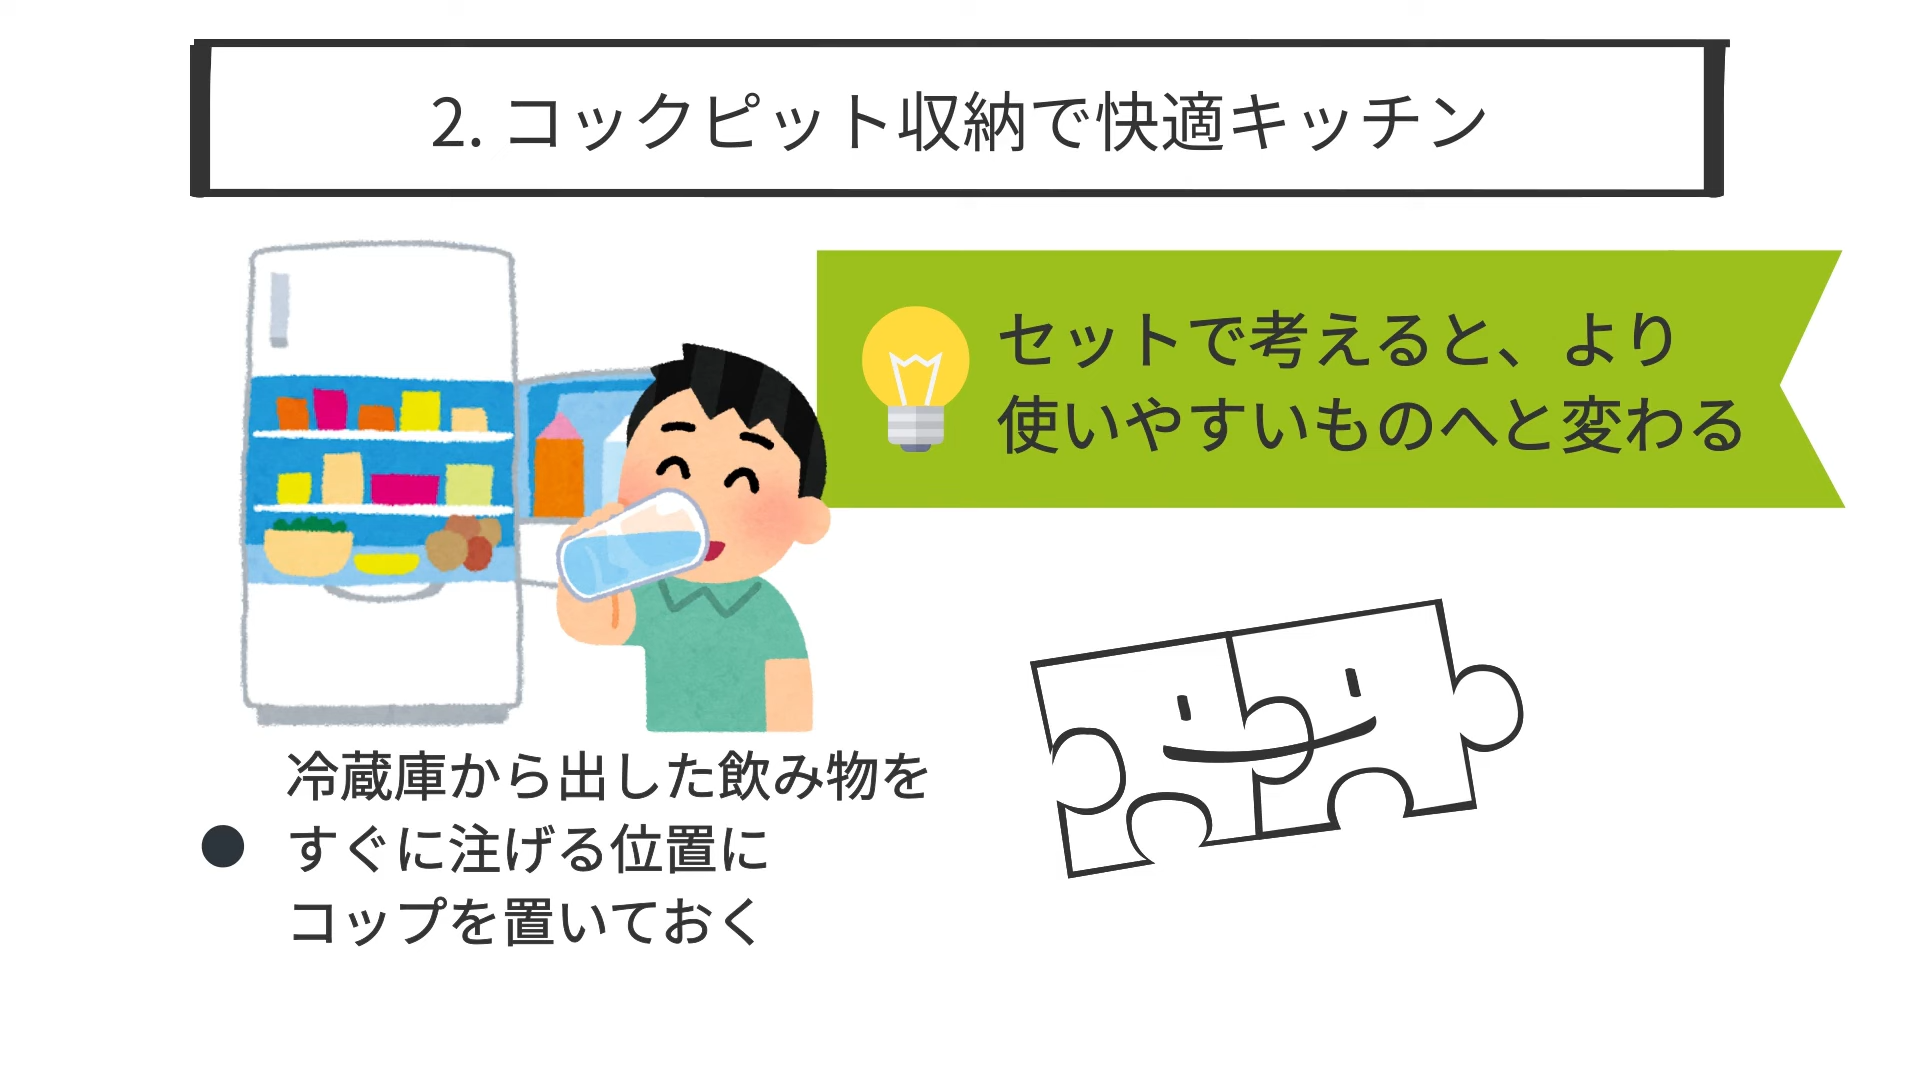 2. コックピット収納で快適キッチン
セットで考えると、より
使いやすいものへと変わる
冷蔵庫から出した飲み物を
すぐに注げる位置に
コップを置いておく